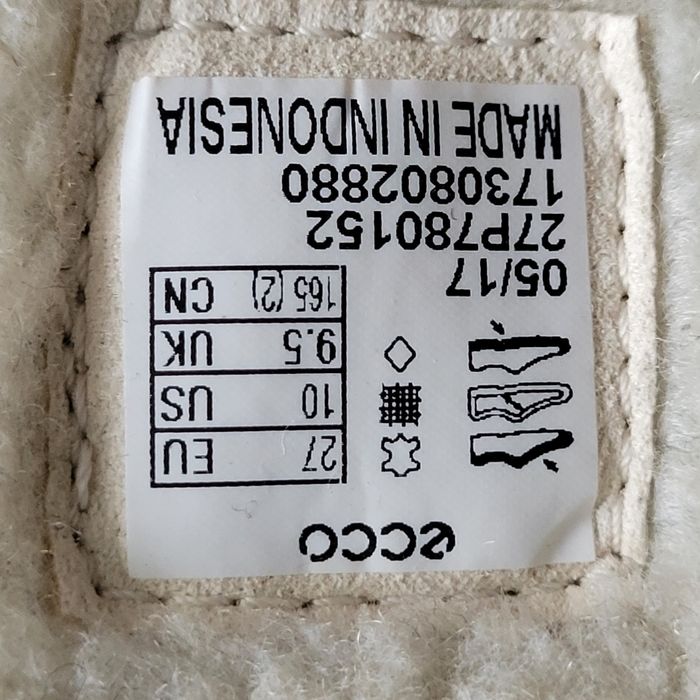 ecco
27 EU
10 US
9.5 UK
165 (2) CN
05/17
27P780152
1730802880
MADE IN INDONESIA